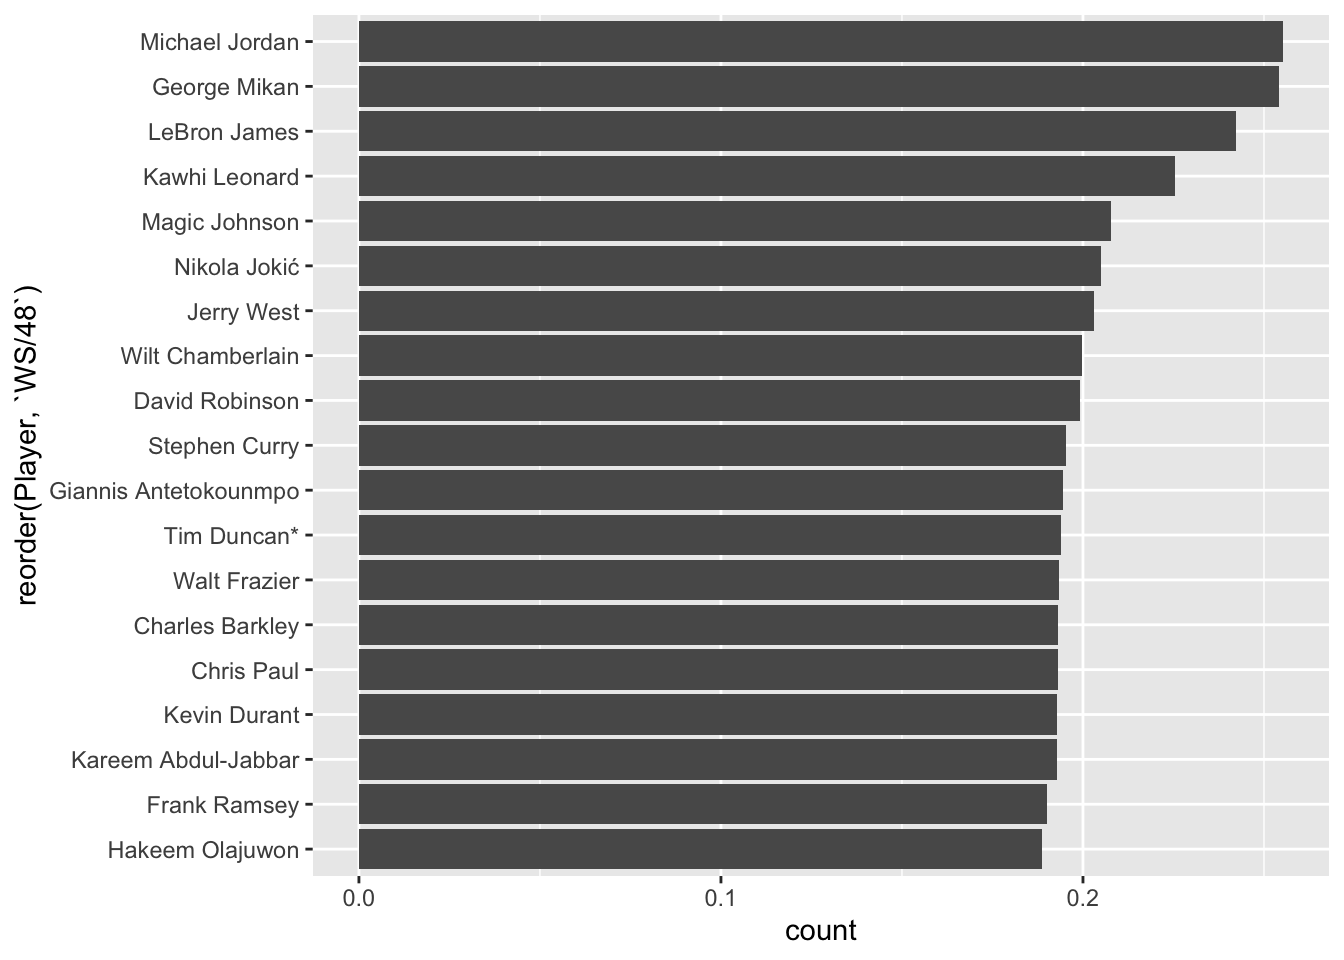 Michael Jordan
George Mikan
LeBron James
Kawhi Leonard
Magic Johnson
Nikola Jokić
Jerry West
Wilt Chamberlain
David Robinson
Stephen Curry
Giannis Antetokounmpo
Tim Duncan*
Walt Frazier
Charles Barkley
Chris Paul
Kevin Durant
Kareem Abdul-Jabbar
Frank Ramsey
Hakeem Olajuwon
reorder(Player, `WS/48`)
0.0 0.1 0.2
count